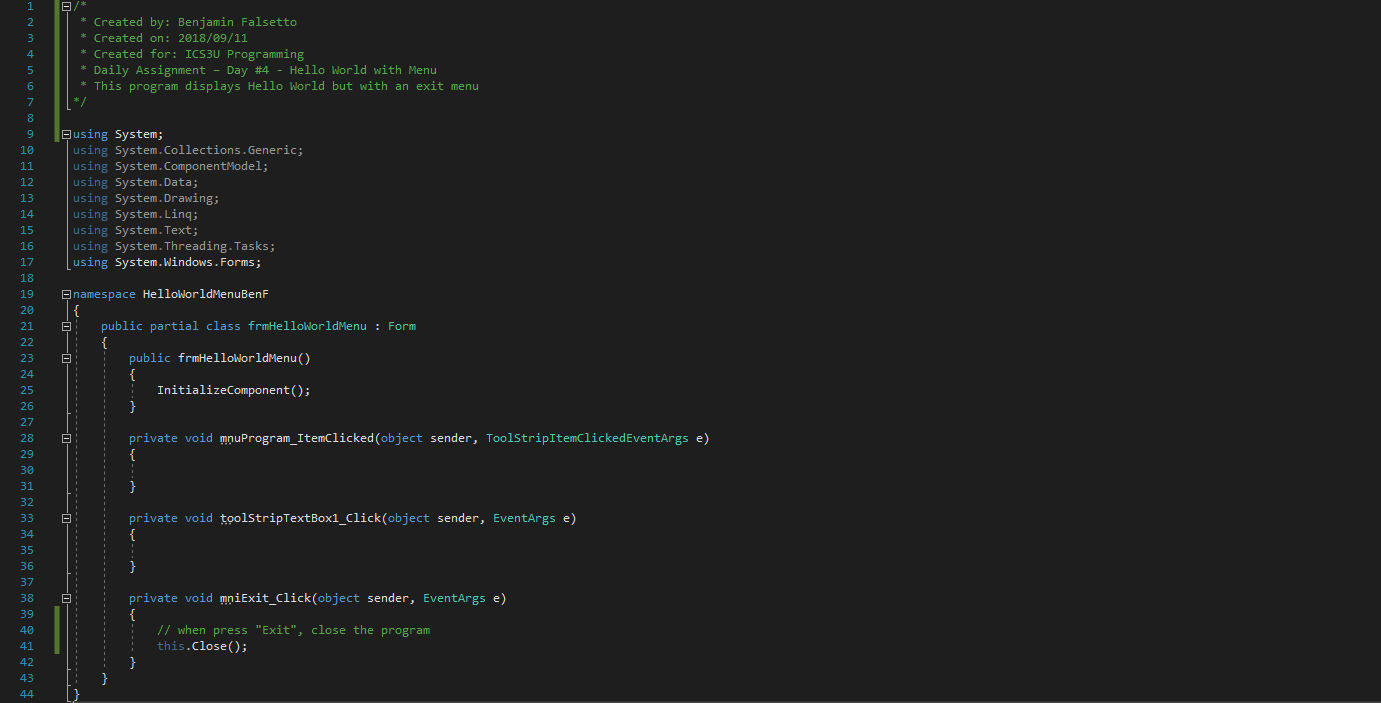 1 /*
2  * Created by: Benjamin Falsetto
3  * Created on: 2018/09/11
4  * Created for: ICS3U Programming
5  * Daily Assignment – Day #4 - Hello World with Menu
6  * This program displays Hello World but with an exit menu
7 */
8
9 using System;
10 using System.Collections.Generic;
11 using System.ComponentModel;
12 using System.Data;
13 using System.Drawing;
14 using System.Linq;
15 using System.Text;
16 using System.Threading.Tasks;
17 using System.Windows.Forms;
18
19 namespace HelloWorldMenuBenF
20 {
21     public partial class frmHelloWorldMenu : Form
22     {
23         public frmHelloWorldMenu()
24         {
25             InitializeComponent();
26         }
27
28         private void mnuProgram_ItemClicked(object sender, ToolStripItemClickedEventArgs e)
29         {
30
31         }
32
33         private void toolStripTextBox1_Click(object sender, EventArgs e)
34         {
35
36         }
37
38         private void mniExit_Click(object sender, EventArgs e)
39         {
40             // when press "Exit", close the program
41             this.Close();
42         }
43     }
44 }